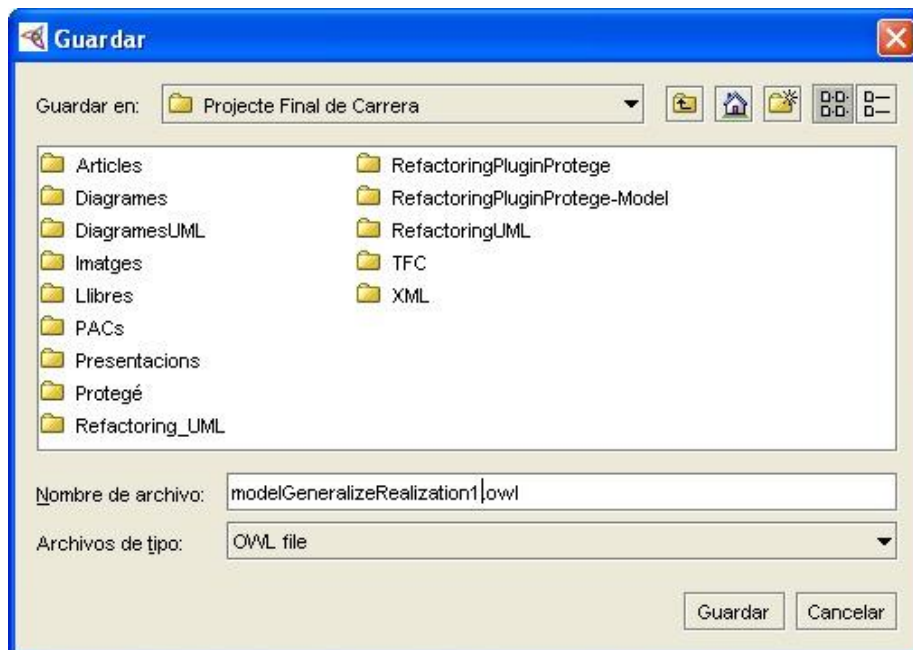 Guardar
Guardar en: Projecte Final de Carrera
Articles
Diagrames
DiagramesUML
Imatges
Llibres
PACs
Presentacions
Protegé
Refactoring_UML
RefactoringPluginProtege
RefactoringPluginProtege-Model
RefactoringUML
TFC
XML
Nombre de archivo: modelGeneralizeRealization1.owl
Archivos de tipo: OWL file
Guardar Cancelar